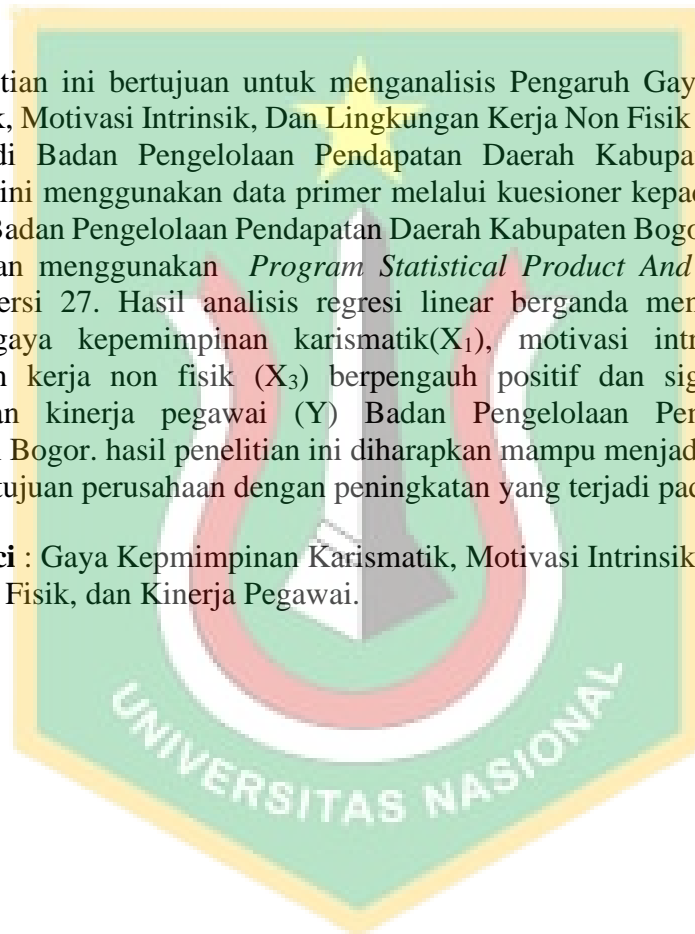 tian ini bertujuan untuk menganalisis Pengaruh Gay
, Motivasi Intrinsik, Dan Lingkungan Kerja Non Fisik
di Badan Pengelolaan Pendapatan Daerah Kabupa
ini menggunakan data primer melalui kuesioner kepad
Badan Pengelolaan Pendapatan Daerah Kabupaten Bogo
an menggunakan Program Statistical Product And
ersi 27. Hasil analisis regresi linear berganda men
gaya kepemimpinan karismatik(X₁), motivasi intr
n kerja non fisik (X₃) berpengauh positif dan sig
an kinerja pegawai (Y) Badan Pengelolaan Pen
Bogor. hasil penelitian ini diharapkan mampu menjad
tujuan perusahaan dengan peningkatan yang terjadi pad
ci : Gaya Kepmimpinan Karismatik, Motivasi Intrinsik
Fisik, dan Kinerja Pegawai.
UNIVERSITAS NASIONAL